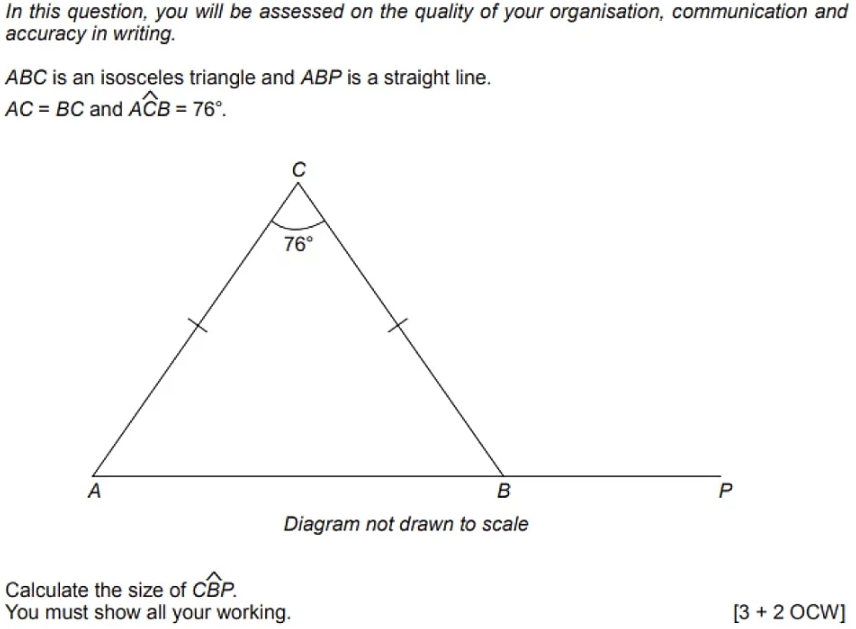 In this question, you will be assessed on the quality of your organisation, communication and
accuracy in writing.
ABC is an isosceles triangle and ABP is a straight line.
AC = BC and AĈB = 76°.
C
76°
A
B
P
Diagram not drawn to scale
Calculate the size of CB̂P.
You must show all your working.
[3 + 2 OCW]